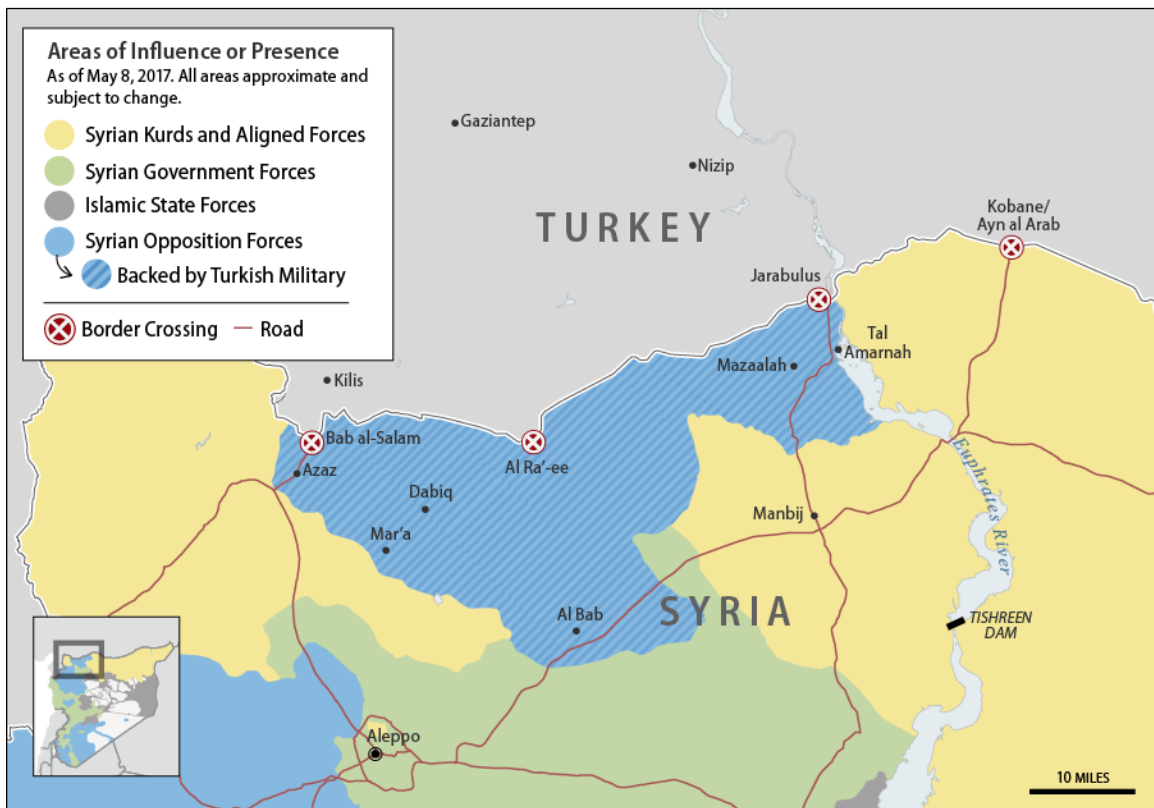 Areas of Influence or Presence
As of May 8, 2017. All areas approximate and
subject to change.
Syrian Kurds and Aligned Forces
Syrian Government Forces
Islamic State Forces
Syrian Opposition Forces
Backed by Turkish Military
Border Crossing
Road
Gaziantep
Nizip
TURKEY
Kobane/
Ayn al Arab
Jarabulus
Tal
Amarnah
Mazaalah
Kilis
Bab al-Salam
Al Ra'-ee
Azaz
Dabiq
Mar'a
Manbij
Euphrates River
Al Bab
SYRIA
TISHREEN
DAM
Aleppo
10 MILES